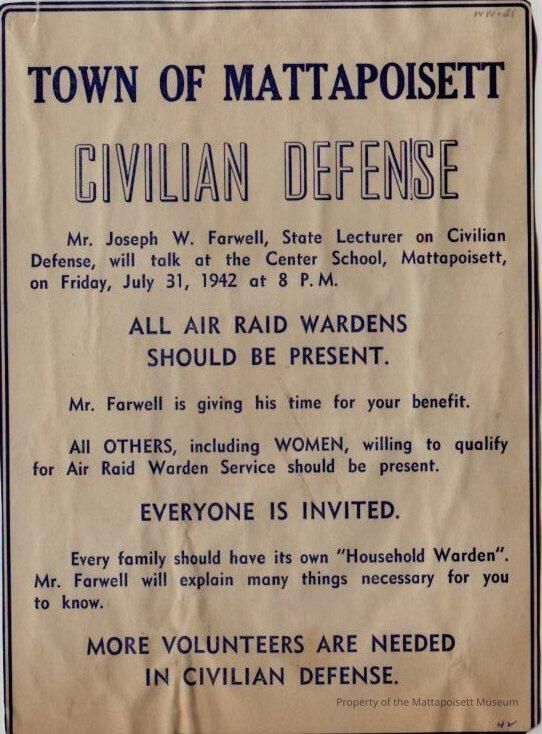 WW-21
TOWN OF MATTAPOISETT
CIVILIAN DEFENSE
Mr. Joseph W. Farwell, State Lecturer on Civilian
Defense, will talk at the Center School, Mattapoisett,
on Friday, July 31, 1942 at 8 P. M.
ALL AIR RAID WARDENS
SHOULD BE PRESENT.
Mr. Farwell is giving his time for your benefit.
All OTHERS, including WOMEN, willing to qualify
for Air Raid Warden Service should be present.
EVERYONE IS INVITED.
Every family should have its own "Household Warden".
Mr. Farwell will explain many things necessary for you
to know.
MORE VOLUNTEERS ARE NEEDED
IN CIVILIAN DEFENSE.
Property of the Mattapoisett Museum
42